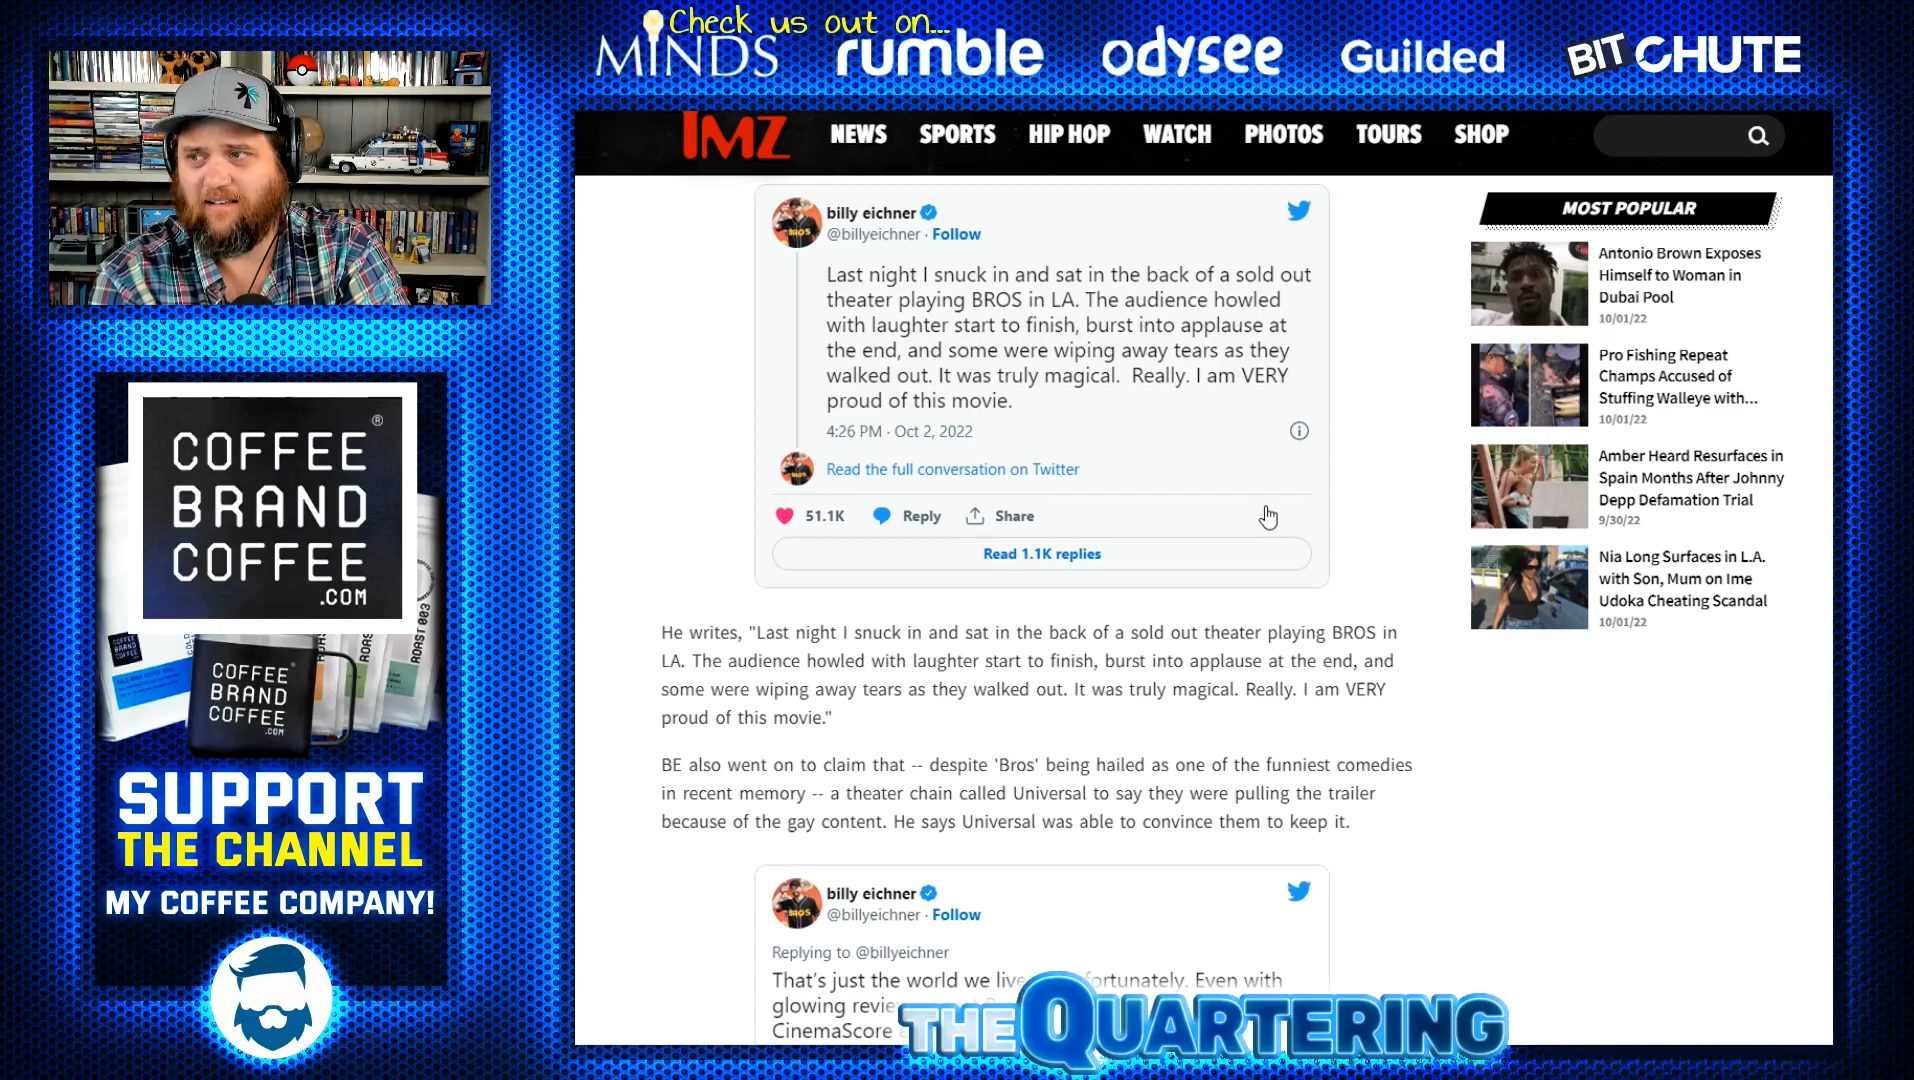 Check us out on...
MINDS rumble odysee Guilded BITCHUTE
TMZ NEWS SPORTS HIP HOP WATCH PHOTOS TOURS SHOP
billy eichner
@billyeichner · Follow
Last night I snuck in and sat in the back of a sold out
theater playing BROS in LA. The audience howled
with laughter start to finish, burst into applause at
the end, and some were wiping away tears as they
walked out. It was truly magical.  Really. I am VERY
proud of this movie.
4:26 PM · Oct 2, 2022
Read the full conversation on Twitter
51.1K Reply Share
Read 1.1K replies
He writes, "Last night I snuck in and sat in the back of a sold out theater playing BROS in
LA. The audience howled with laughter start to finish, burst into applause at the end, and
some were wiping away tears as they walked out. It was truly magical. Really. I am VERY
proud of this movie."
BE also went on to claim that -- despite 'Bros' being hailed as one of the funniest comedies
in recent memory -- a theater chain called Universal to say they were pulling the trailer
because of the gay content. He says Universal was able to convince them to keep it.
billy eichner
@billyeichner · Follow
Replying to @billyeichner
That's just the world we live
Even with
glowing
CinemaScore
MOST POPULAR
Antonio Brown Exposes
Himself to Woman in
Dubai Pool
10/01/22
Pro Fishing Repeat
Champs Accused of
Stuffing Walleye with...
10/01/22
Amber Heard Resurfaces in
Spain Months After Johnny
Depp Defamation Trial
9/30/22
Nia Long Surfaces in L.A.
with Son, Mum on Ime
Udoka Cheating Scandal
10/01/22
COFFEE ®
BRAND
COFFEE
.COM
ROAST 003
COFFEE ®
BRAND
COFFEE
.COM
SUPPORT
THE CHANNEL
MY COFFEE COMPANY!
THE QUARTERING